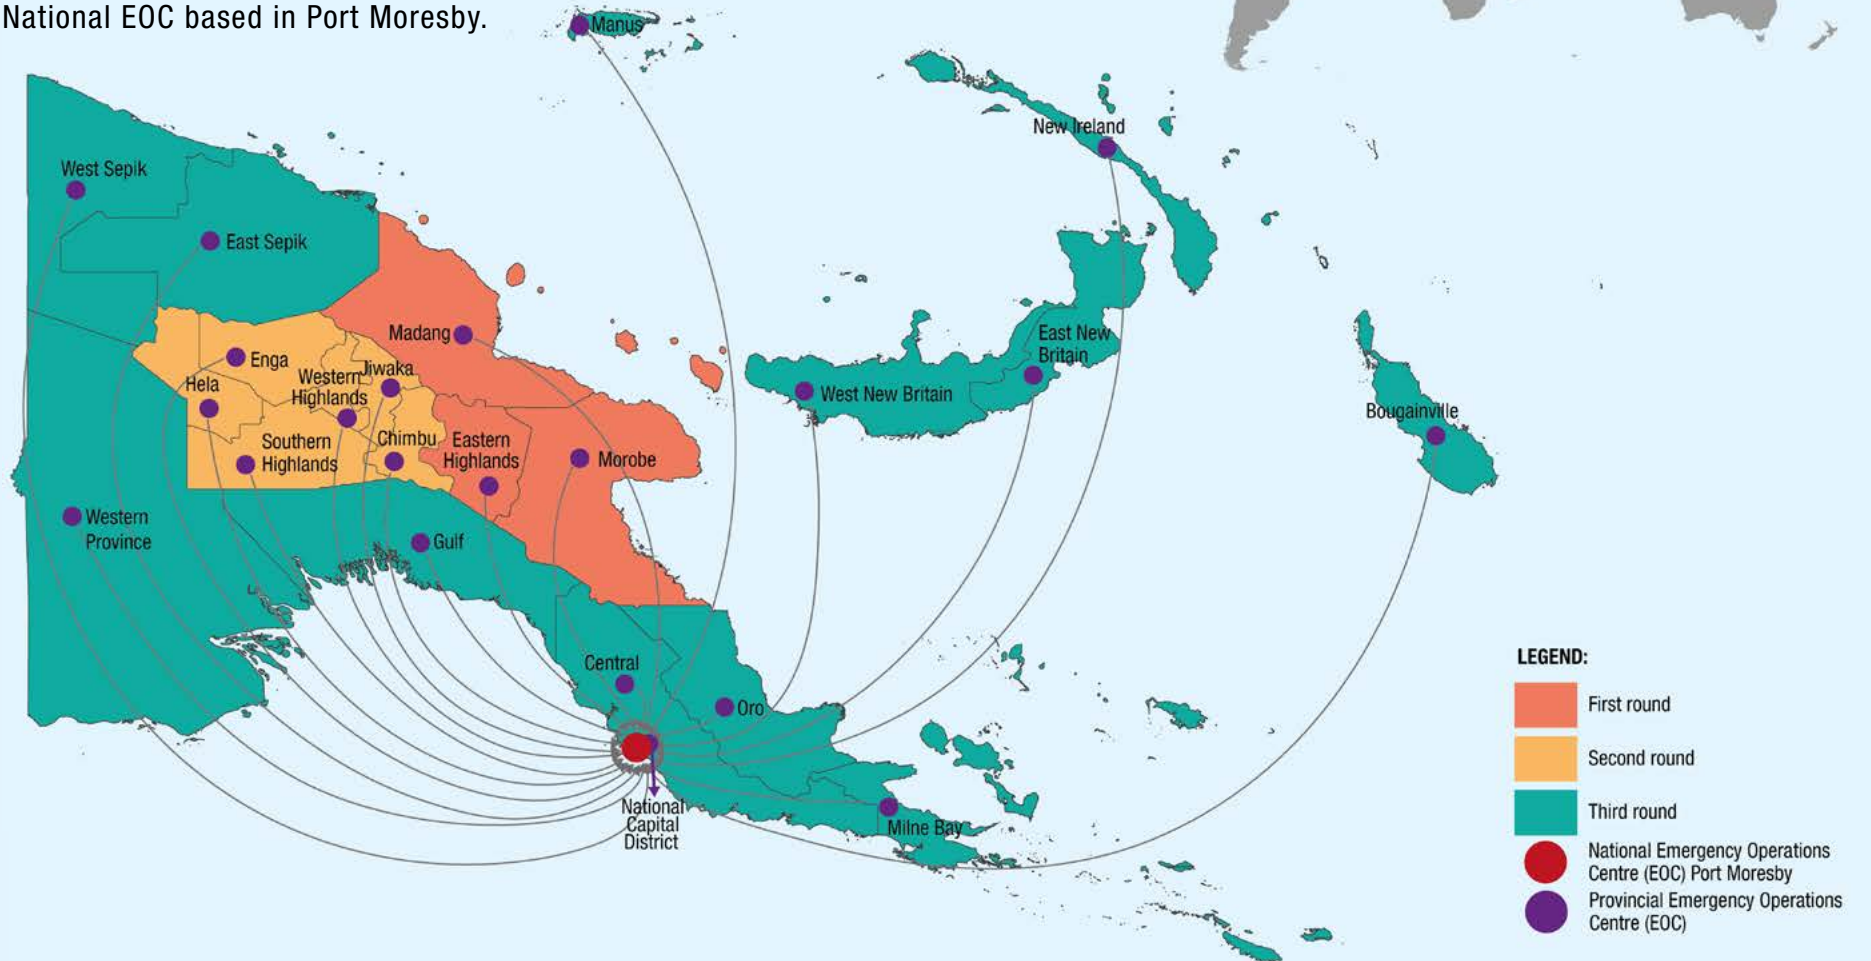 National EOC based in Port Moresby.
Manus
New Ireland
West Sepik
East Sepik
Madang
Enga
Jiwaka
Hela
Western
Highlands
Southern
Highlands
Chimbu
Eastern
Highlands
Morobe
West New Britain
East New
Britain
Bougainville
Western
Province
Gulf
Central
Oro
National
Capital
District
Milne Bay
LEGEND:
First round
Second round
Third round
National Emergency Operations
Centre (EOC) Port Moresby
Provincial Emergency Operations
Centre (EOC)